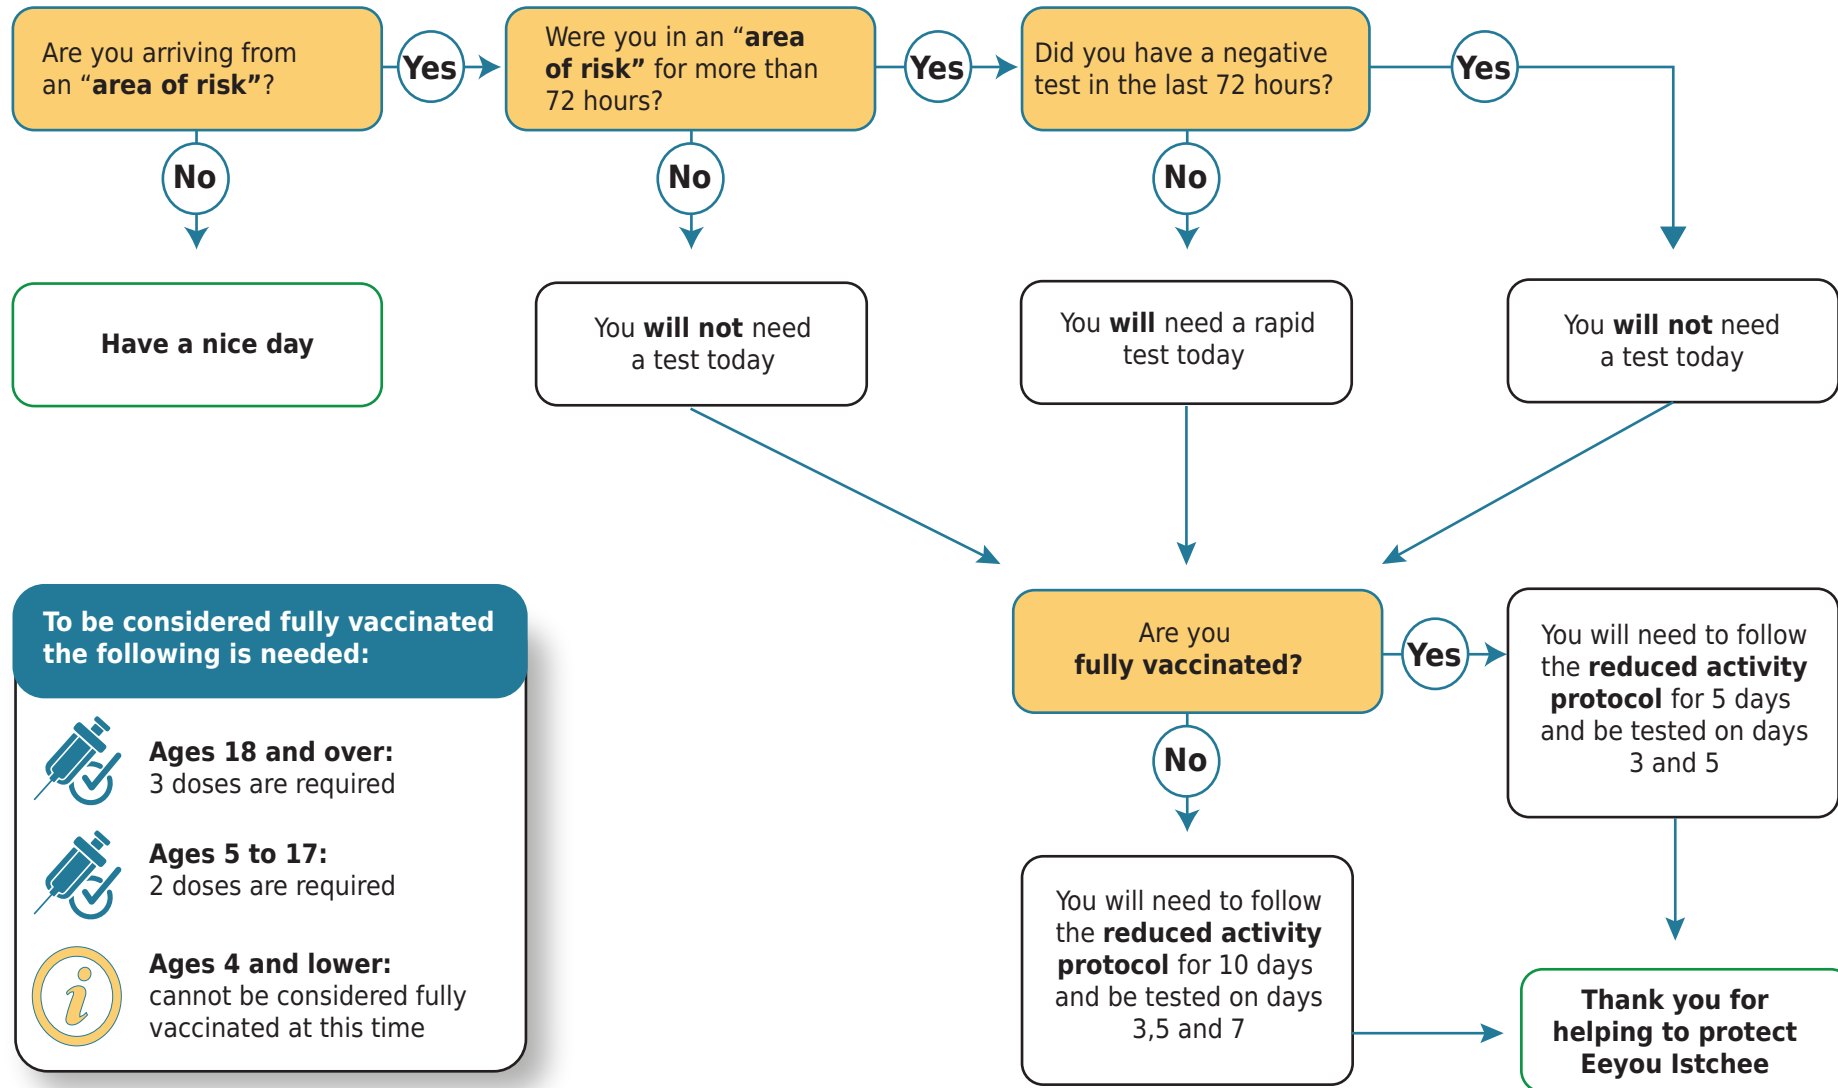 Are you arriving from
an “area of risk”?
Yes
Were you in an “area
of risk” for more than
72 hours?
Yes
Did you have a negative
test in the last 72 hours?
Yes
No
No
No
Have a nice day
You will not need
a test today
You will need a rapid
test today
You will not need
a test today
Are you
fully vaccinated?
Yes
You will need to follow
the reduced activity
protocol for 5 days
and be tested on days
3 and 5
No
You will need to follow
the reduced activity
protocol for 10 days
and be tested on days
3,5 and 7
Thank you for
helping to protect
Eeyou Istchee
To be considered fully vaccinated
the following is needed:
Ages 18 and over:
3 doses are required
Ages 5 to 17:
2 doses are required
i
Ages 4 and lower:
cannot be considered fully
vaccinated at this time